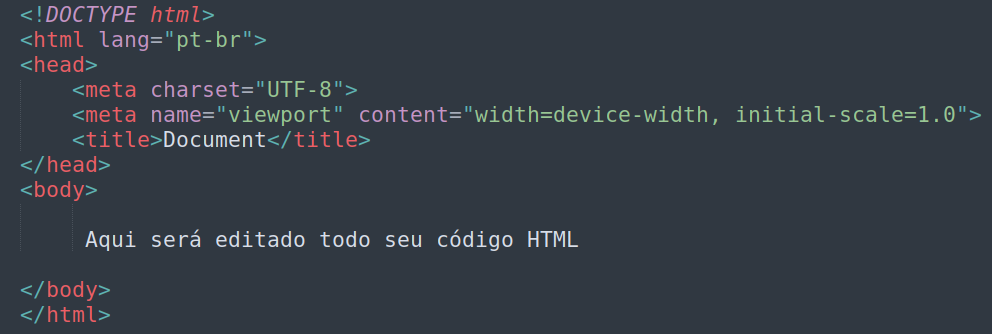 <!DOCTYPE html>
<html lang="pt-br">
<head>
<meta charset="UTF-8">
<meta name="viewport" content="width=device-width, initial-scale=1.0">
<title>Document</title>
</head>
<body>
Aqui será editado todo seu código HTML
</body>
</html>